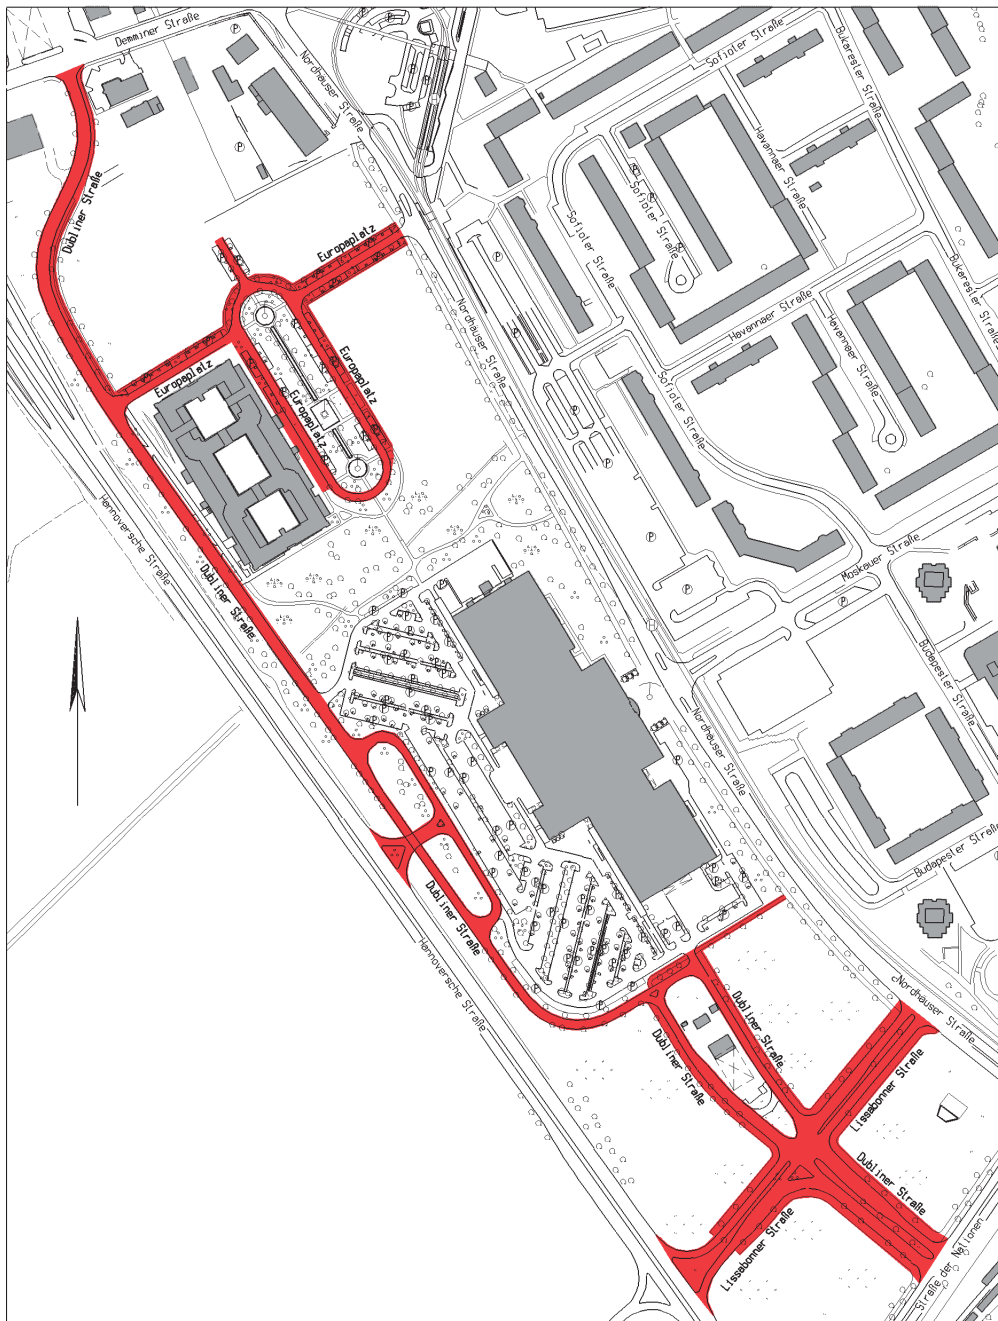 Demminer Straße
Nordhäuser Straße
Sofioter Straße
Bukarester Straße
Havannaer Straße
Sofioter Straße
Sofioter Straße
Dubliner Straße
Europaplatz
Bukarester Straße
Nordhäuser Straße
Havannaer Straße
Havannaer Straße
Europaplatz
Europaplatz
Europaplatz
Sofioter Straße
Hannoversche Straße
Moskauer Straße
Dubliner Straße
Budapester Straße
Nordhäuser Straße
Budapester Straße
Dubliner Straße
Hannoversche Straße
Nordhäuser Straße
Dubliner Straße
Dubliner Straße
Lissabonner Straße
Dubliner Straße
Lissabonner Straße
Straße der Nationen
P